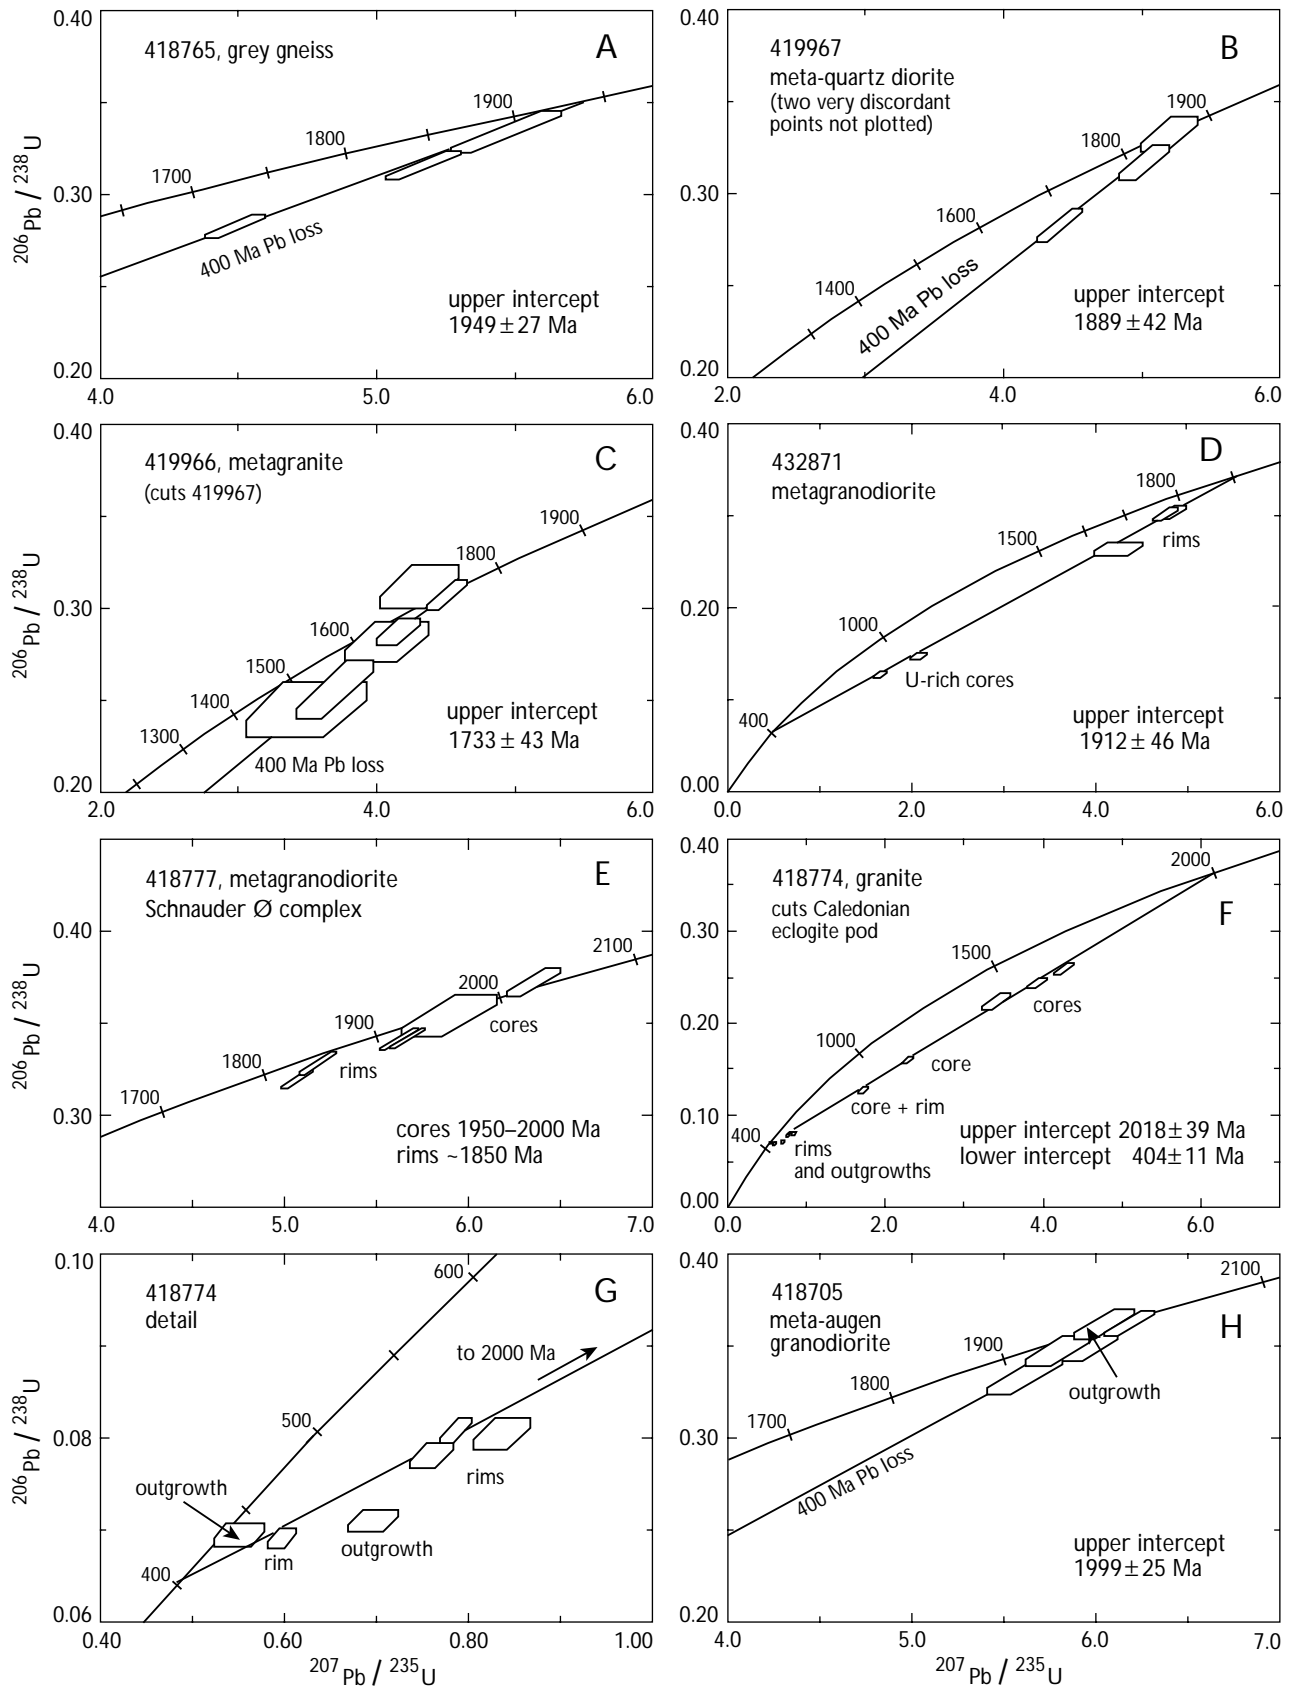 A
418765, grey gneiss
0.40
0.30
0.20
206Pb / 238U
1700
1800
1900
400 Ma Pb loss
upper intercept
1949±27 Ma
4.0
5.0
6.0
B
419967
meta-quartz diorite
(two very discordant
points not plotted)
0.40
0.30
0.20
1400
1600
1800
1900
400 Ma Pb loss
upper intercept
1889±42 Ma
2.0
4.0
6.0
C
419966, metagranite
(cuts 419967)
0.40
0.30
0.20
206Pb / 238U
1300
1400
1500
1600
1800
1900
400 Ma Pb loss
upper intercept
1733±43 Ma
2.0
4.0
6.0
D
432871
metagranodiorite
0.40
0.20
0.00
400
1000
1500
1800
rims
U-rich cores
upper intercept
1912±46 Ma
0.0
2.0
4.0
6.0
E
418777, metagranodiorite
Schnauder Ø complex
0.40
0.30
206Pb / 238U
1700
1800
1900
2000
2100
cores
rims
cores 1950–2000 Ma
rims ~1850 Ma
4.0
5.0
6.0
7.0
F
418774, granite
cuts Caledonian
eclogite pod
0.40
0.30
0.20
0.10
0.00
400
1000
1500
2000
cores
core
core + rim
rims
and outgrowths
upper intercept 2018±39 Ma
lower intercept 404±11 Ma
0.0
2.0
4.0
6.0
G
418774
detail
0.10
0.08
0.06
206Pb / 238U
400
500
600
to 2000 Ma
outgrowth
rims
rim
outgrowth
0.40
0.60
0.80
1.00
207Pb / 235U
H
418705
meta-augen
granodiorite
0.40
0.30
0.20
1700
1800
1900
2100
outgrowth
400 Ma Pb loss
upper intercept
1999±25 Ma
4.0
5.0
6.0
7.0
207Pb / 235U